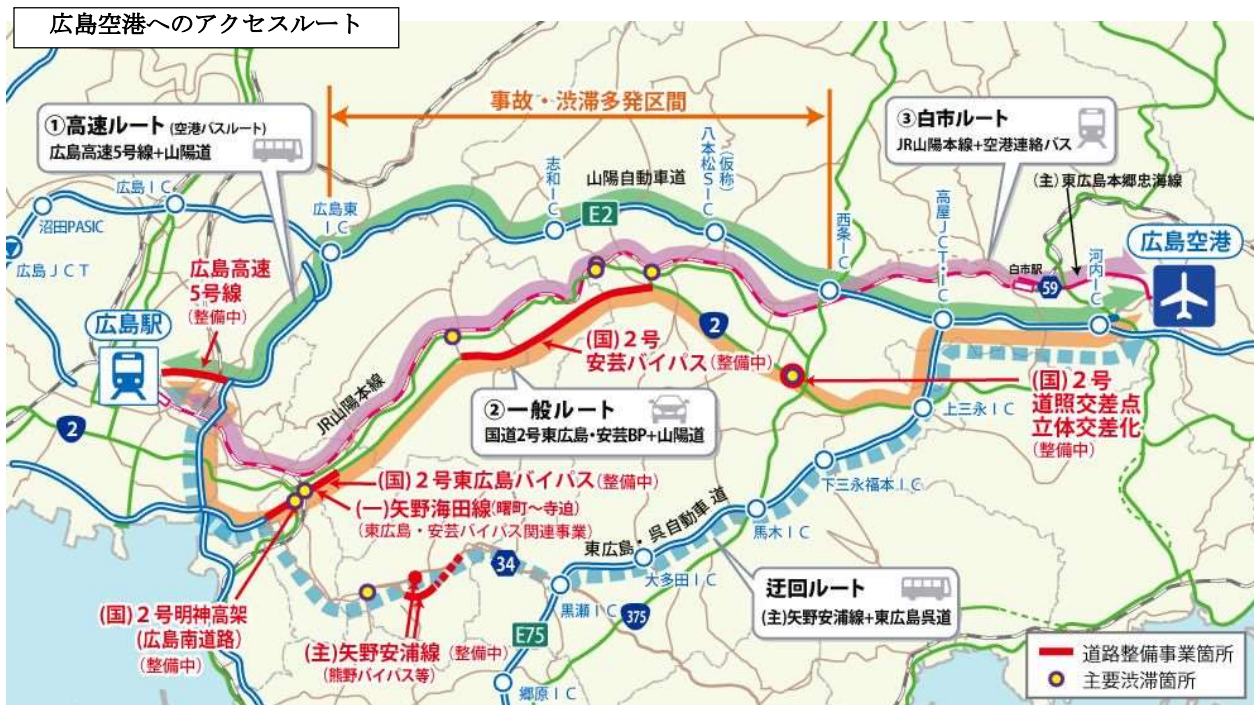 広島空港へのアクセスルート
事故・渋滞多発区間
①高速ルート (空港バスルート)
広島高速5号線+山陽道
③白市ルート
JR山陽本線+空港連絡バス
(主)東広島本郷忠海線
広島IC
沼田PASIC
広島JCT
広島東IC
志和IC
山陽自動車道
E2
八本松SIC(仮称)
西条IC
高屋JCT・IC
白市駅
59
河内IC
広島空港
広島高速
5号線
(整備中)
広島駅
2
JR山陽本線
(国)2号
安芸バイパス(整備中)
2
②一般ルート
国道2号東広島・安芸BP+山陽道
(国)2号
道照交差点
立体交差化
(整備中)
上三永IC
下三永福本IC
馬木IC
東広島・呉自動車道
大多田IC
黒瀬IC
375
34
E75
郷原IC
(国)2号東広島バイパス(整備中)
(一)矢野海田線(曙町～寺迫)
(東広島・安芸バイパス関連事業)
(国)2号明神高架
(広島南道路)
(整備中)
(主)矢野安浦線(整備中)
(熊野バイパス等)
迂回ルート
(主)矢野安浦線+東広島呉道
道路整備事業箇所
主要渋滞箇所